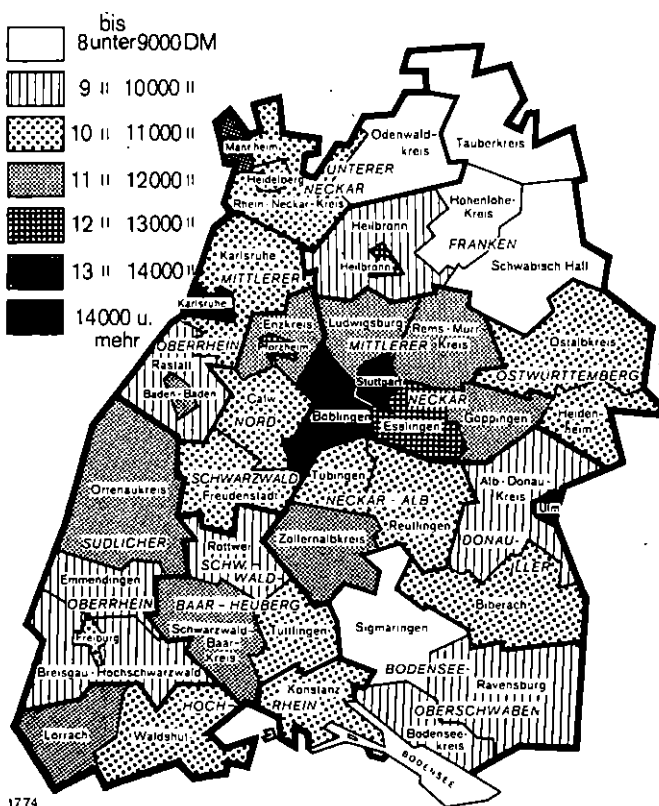 bis
8 unter 9000 DM
9 " 10000 "
10 " 11000 "
11 " 12000 "
12 " 13000 "
13 " 14000 "
14000 u.
mehr
Odenwald-
kreis
Tauberkreis
Mannheim
Heidelberg
UNTERER
NECKAR
Rhein-Neckar-Kreis
Hohenlohe-
Kreis
FRANKEN
Heilbronn
Heilbronn
Schwabisch Hall
Karlsruhe
MITTLERER
Karlsruhe
OBERRHEIN
Enzkreis
Pforzheim
Ludwigsburg
MITTLERER
Rems-Murr-
Kreis
Ostalbkreis
OSTWURTTEMBERG
Rastatt
Baden-Baden
Stuttgart
NECKAR
Calw
NORD
Böblingen
Esslingen
Göppingen
Heiden-
heim
SCHWARZWALD
Freudenstadt
Tübingen
NECKAR - ALB
Reutlingen
Alb-Donau-
Kreis
Ulm
DONAU-
ILLER
Ortenaukreis
SUDLICHER
OBERRHEIN
Rottweil
SCHW.
WALD-
BAAR-HEUBERG
Zollernalbkreis
Biberach
Emmendingen
Freiburg
Breisgau-Hochschwarzwald
Schwarzwald-
Baar-
Kreis
Tuttlingen
Sigmaringen
BODENSEE-
OBERSCHWABEN
Ravensburg
Konstanz
HOCH-
RHEIN
Bodensee-
kreis
BODENSEE
Lorrach
Waldshut
1774